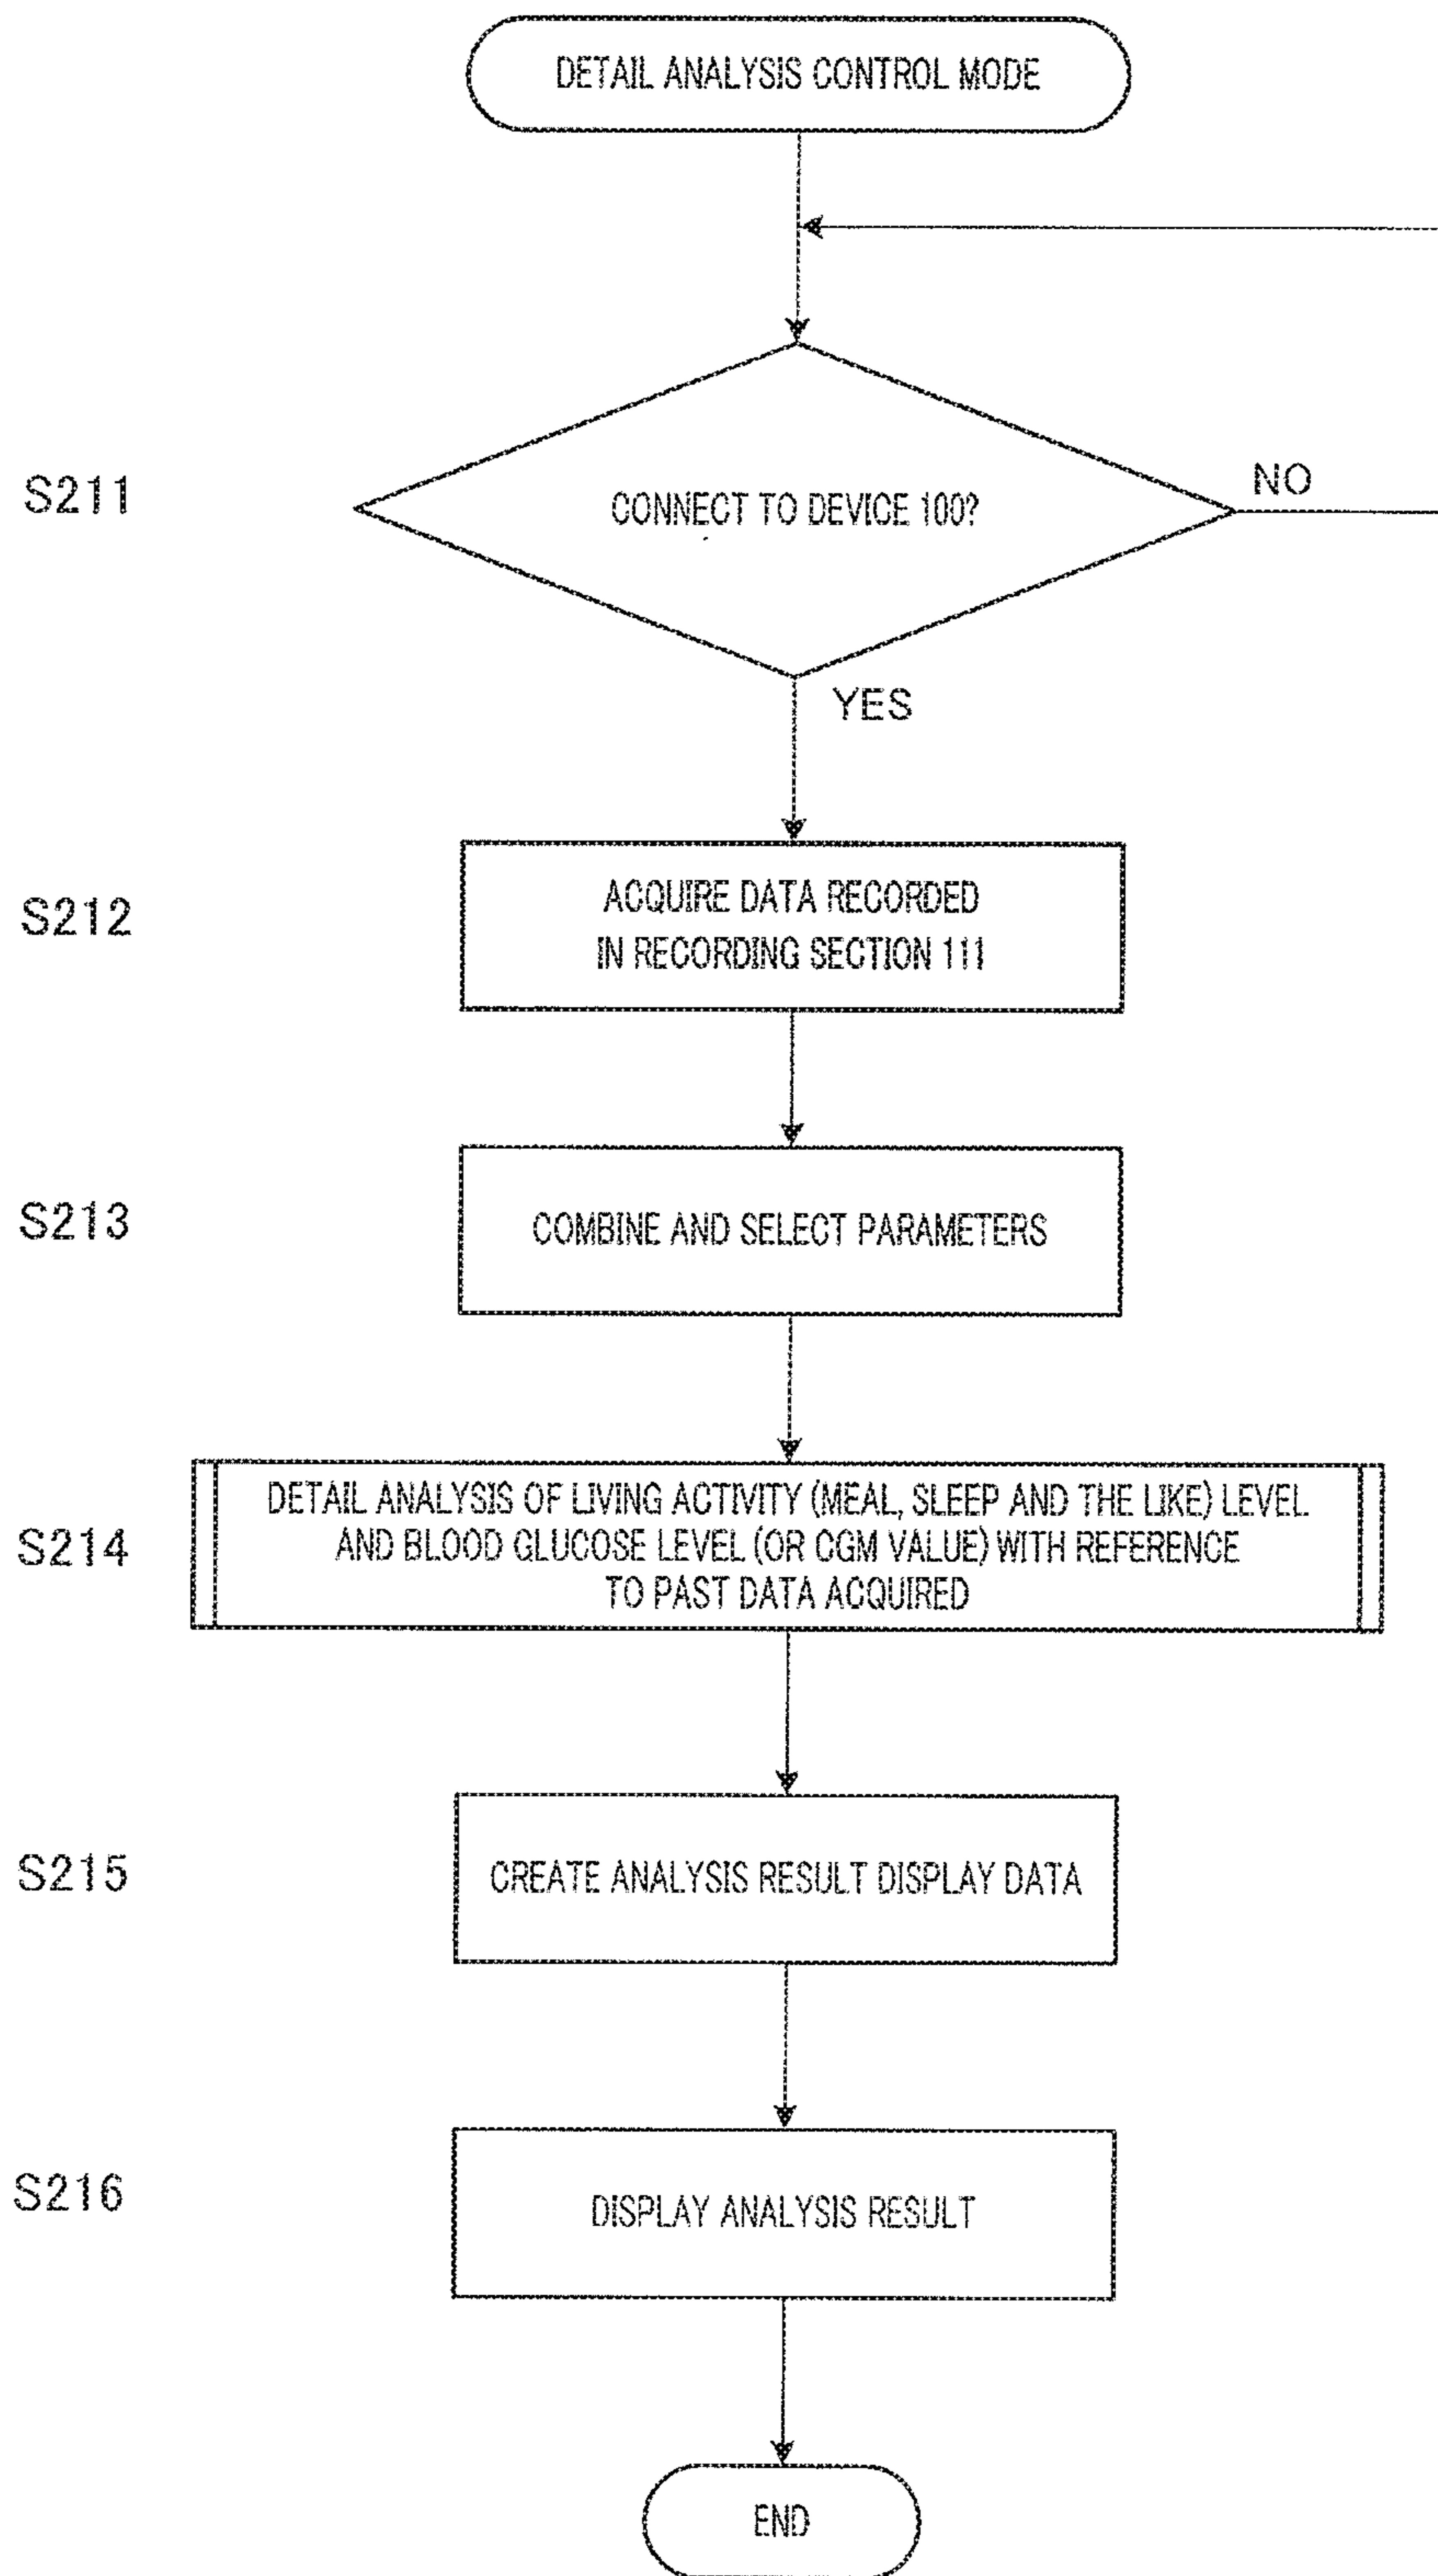 DETAIL ANALYSIS CONTROL MODE
S211
CONNECT TO DEVICE 100?
NO
YES
S212
ACQUIRE DATA RECORDED
IN RECORDING SECTION 111
S213
COMBINE AND SELECT PARAMETERS
S214
DETAIL ANALYSIS OF LIVING ACTIVITY (MEAL, SLEEP AND THE LIKE) LEVEL
AND BLOOD GLUCOSE LEVEL (OR CGM VALUE) WITH REFERENCE
TO PAST DATA ACQUIRED
S215
CREATE ANALYSIS RESULT DISPLAY DATA
S216
DISPLAY ANALYSIS RESULT
END